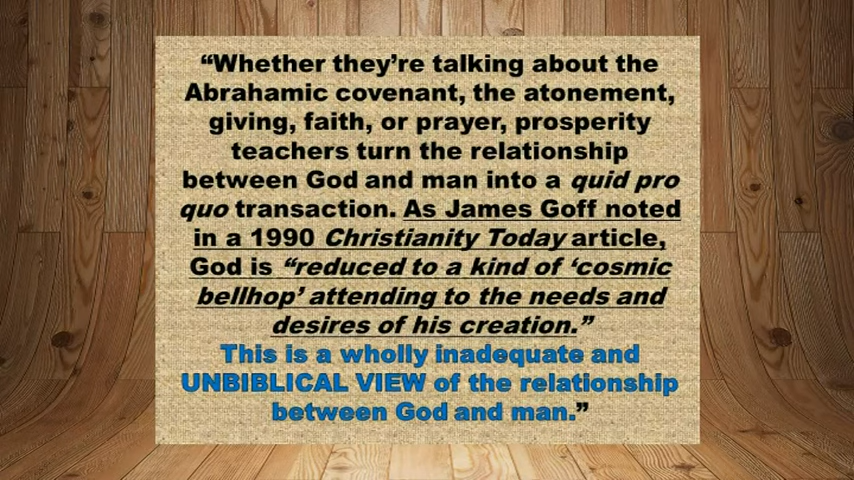 “Whether they’re talking about the
Abrahamic covenant, the atonement,
giving, faith, or prayer, prosperity
teachers turn the relationship
between God and man into a quid pro
quo transaction. As James Goff noted
in a 1990 Christianity Today article,
God is “reduced to a kind of ‘cosmic
bellhop’ attending to the needs and
desires of his creation.”
This is a wholly inadequate and
UNBIBLICAL VIEW of the relationship
between God and man.”